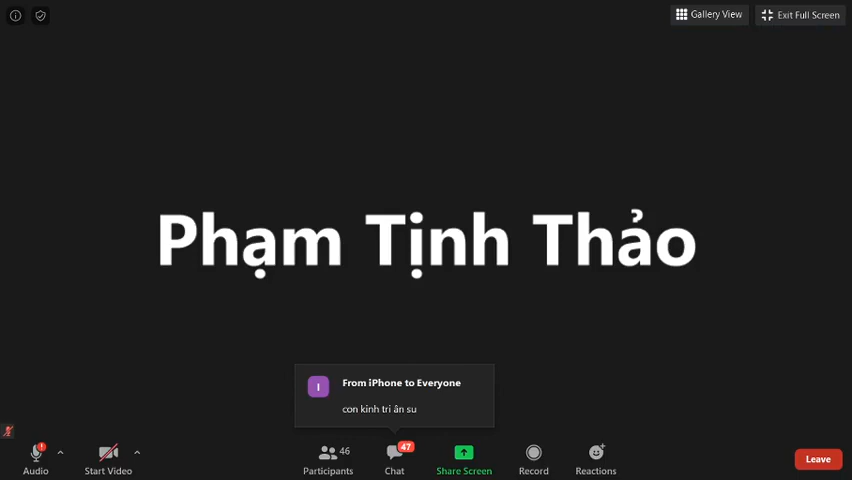 Gallery View
Exit Full Screen
Phạm Tịnh Thảo
I
From iPhone to Everyone
con kinh tri ân su
Audio
Start Video
46
Participants
47
Chat
Share Screen
Record
Reactions
Leave